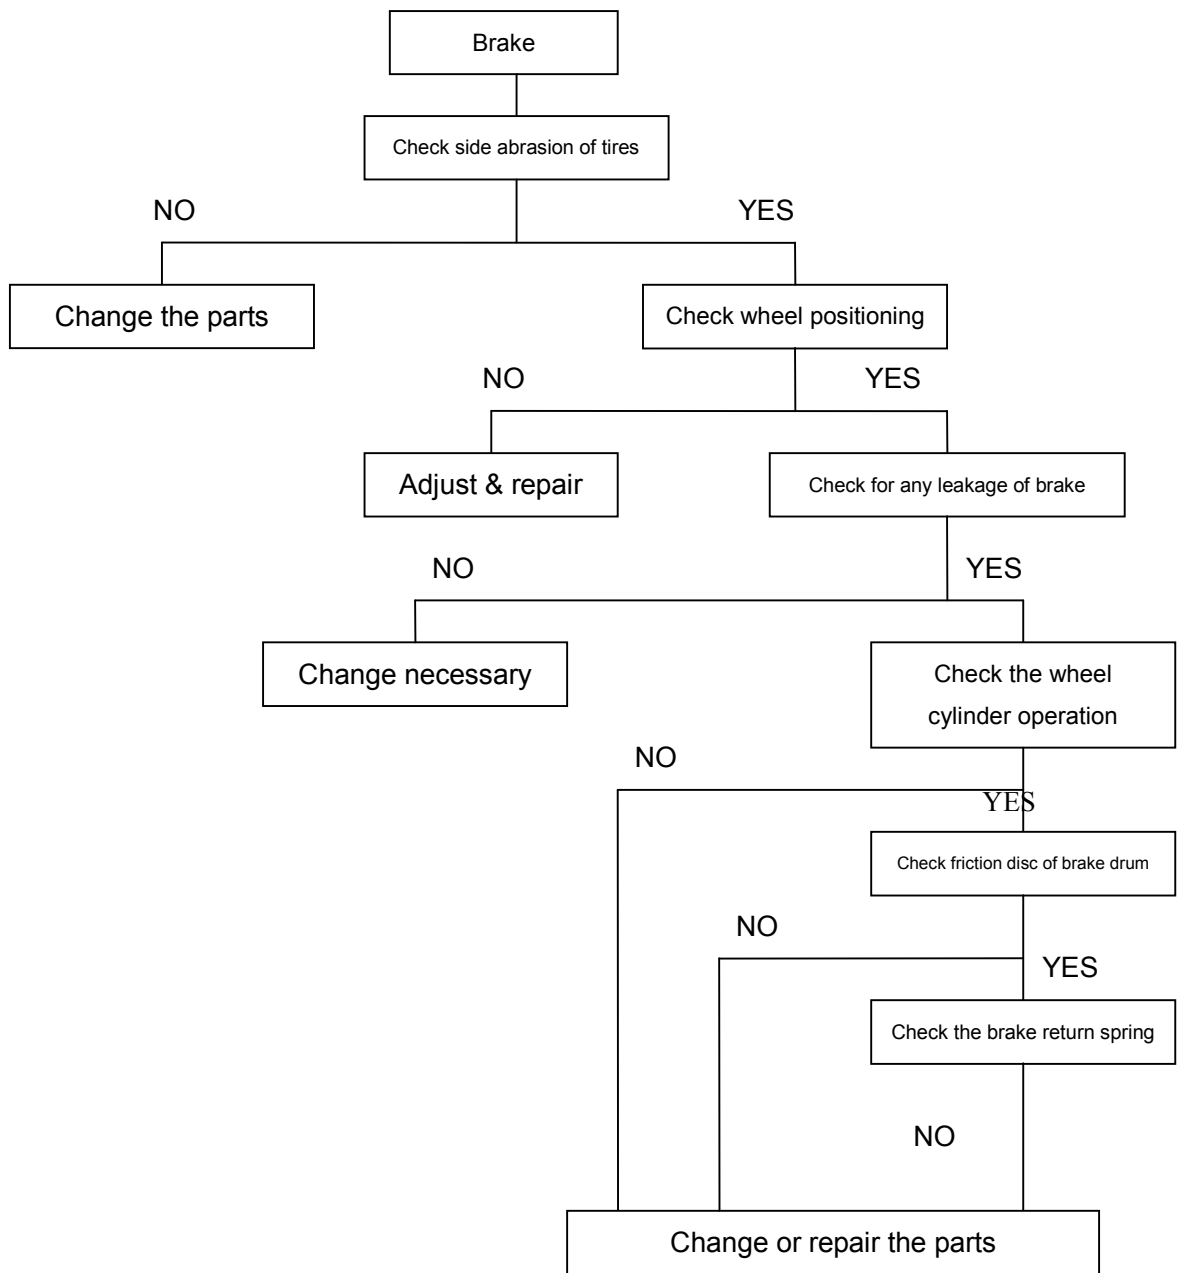 Brake
Check side abrasion of tires
NO
YES
Change the parts
Check wheel positioning
NO
YES
Adjust & repair
Check for any leakage of brake
NO
YES
Change necessary
Check the wheel
cylinder operation
NO
YES
Check friction disc of brake drum
NO
YES
Check the brake return spring
NO
Change or repair the parts